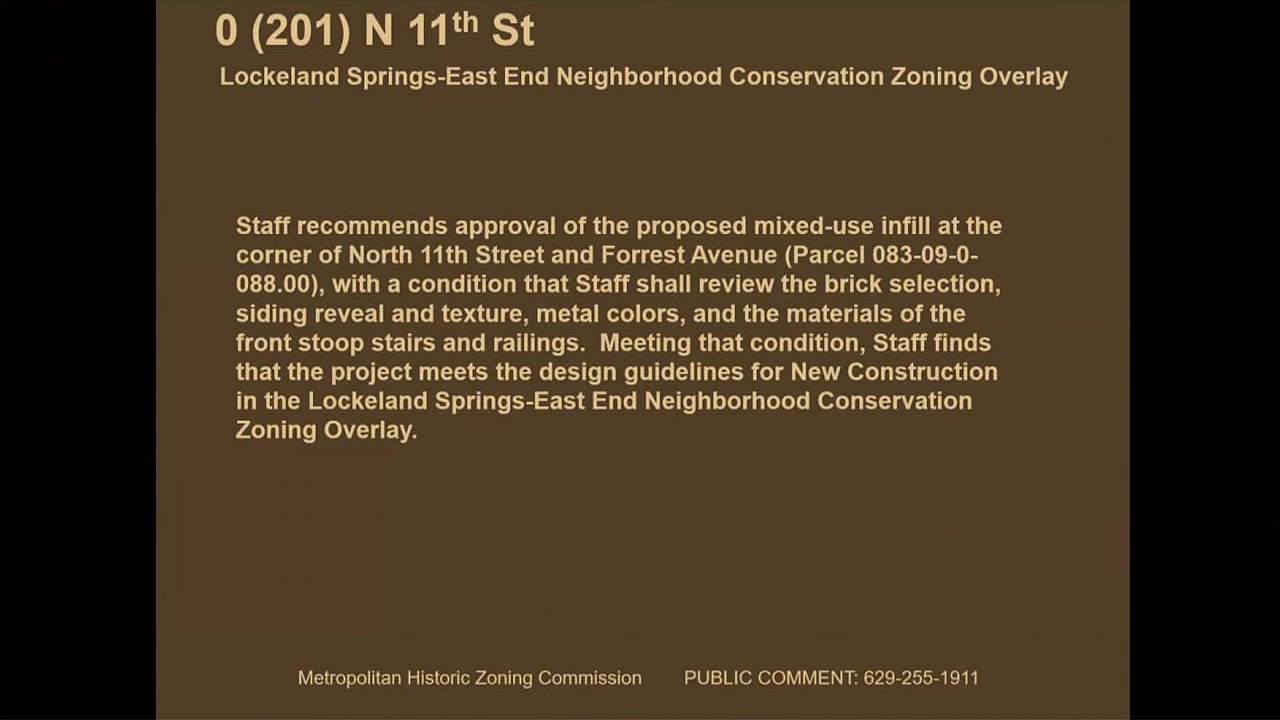 0 (201) N 11th St
Lockeland Springs-East End Neighborhood Conservation Zoning Overlay
Staff recommends approval of the proposed mixed-use infill at the
corner of North 11th Street and Forrest Avenue (Parcel 083-09-0-
088.00), with a condition that Staff shall review the brick selection,
siding reveal and texture, metal colors, and the materials of the
front stoop stairs and railings.  Meeting that condition, Staff finds
that the project meets the design guidelines for New Construction
in the Lockeland Springs-East End Neighborhood Conservation
Zoning Overlay.
Metropolitan Historic Zoning Commission PUBLIC COMMENT: 629-255-1911